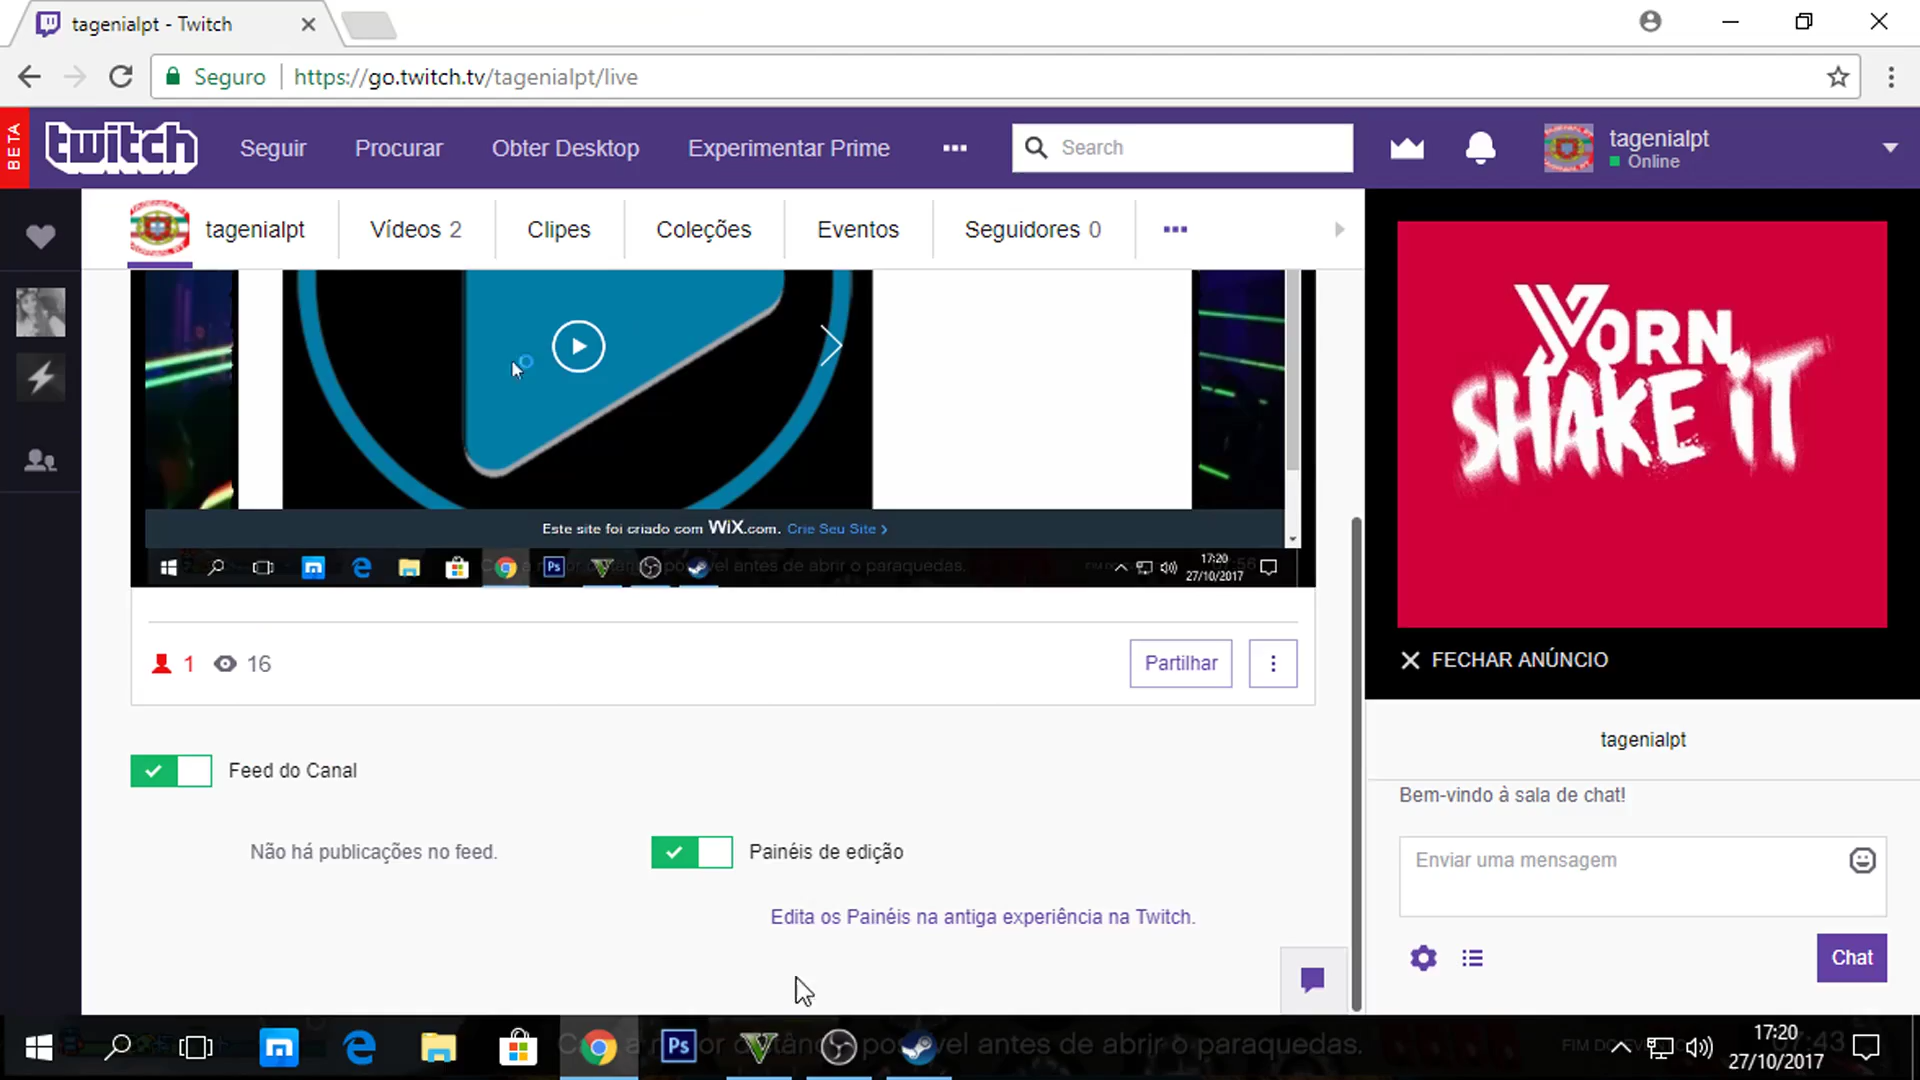 tagenialpt - Twitch
Seguro
https://go.twitch.tv/tagenialpt/live
BETA
twitch
Seguir
Procurar
Obter Desktop
Experimentar Prime
Search
tagenialpt
Online
tagenialpt
Vídeos 2
Clipes
Coleções
Eventos
Seguidores 0
Este site foi criado com WiX.com. Crie Seu Site >
Ps
17:20
27/10/2017
1
16
Partilhar
Feed do Canal
Não há publicações no feed.
Painéis de edição
Edita os Painéis na antiga experiência na Twitch.
YORN
SHAKE iT
FECHAR ANÚNCIO
tagenialpt
Bem-vindo à sala de chat!
Enviar uma mensagem
Chat
Ps
antes de abrir o paraquedas.
17:20
27/10/2017